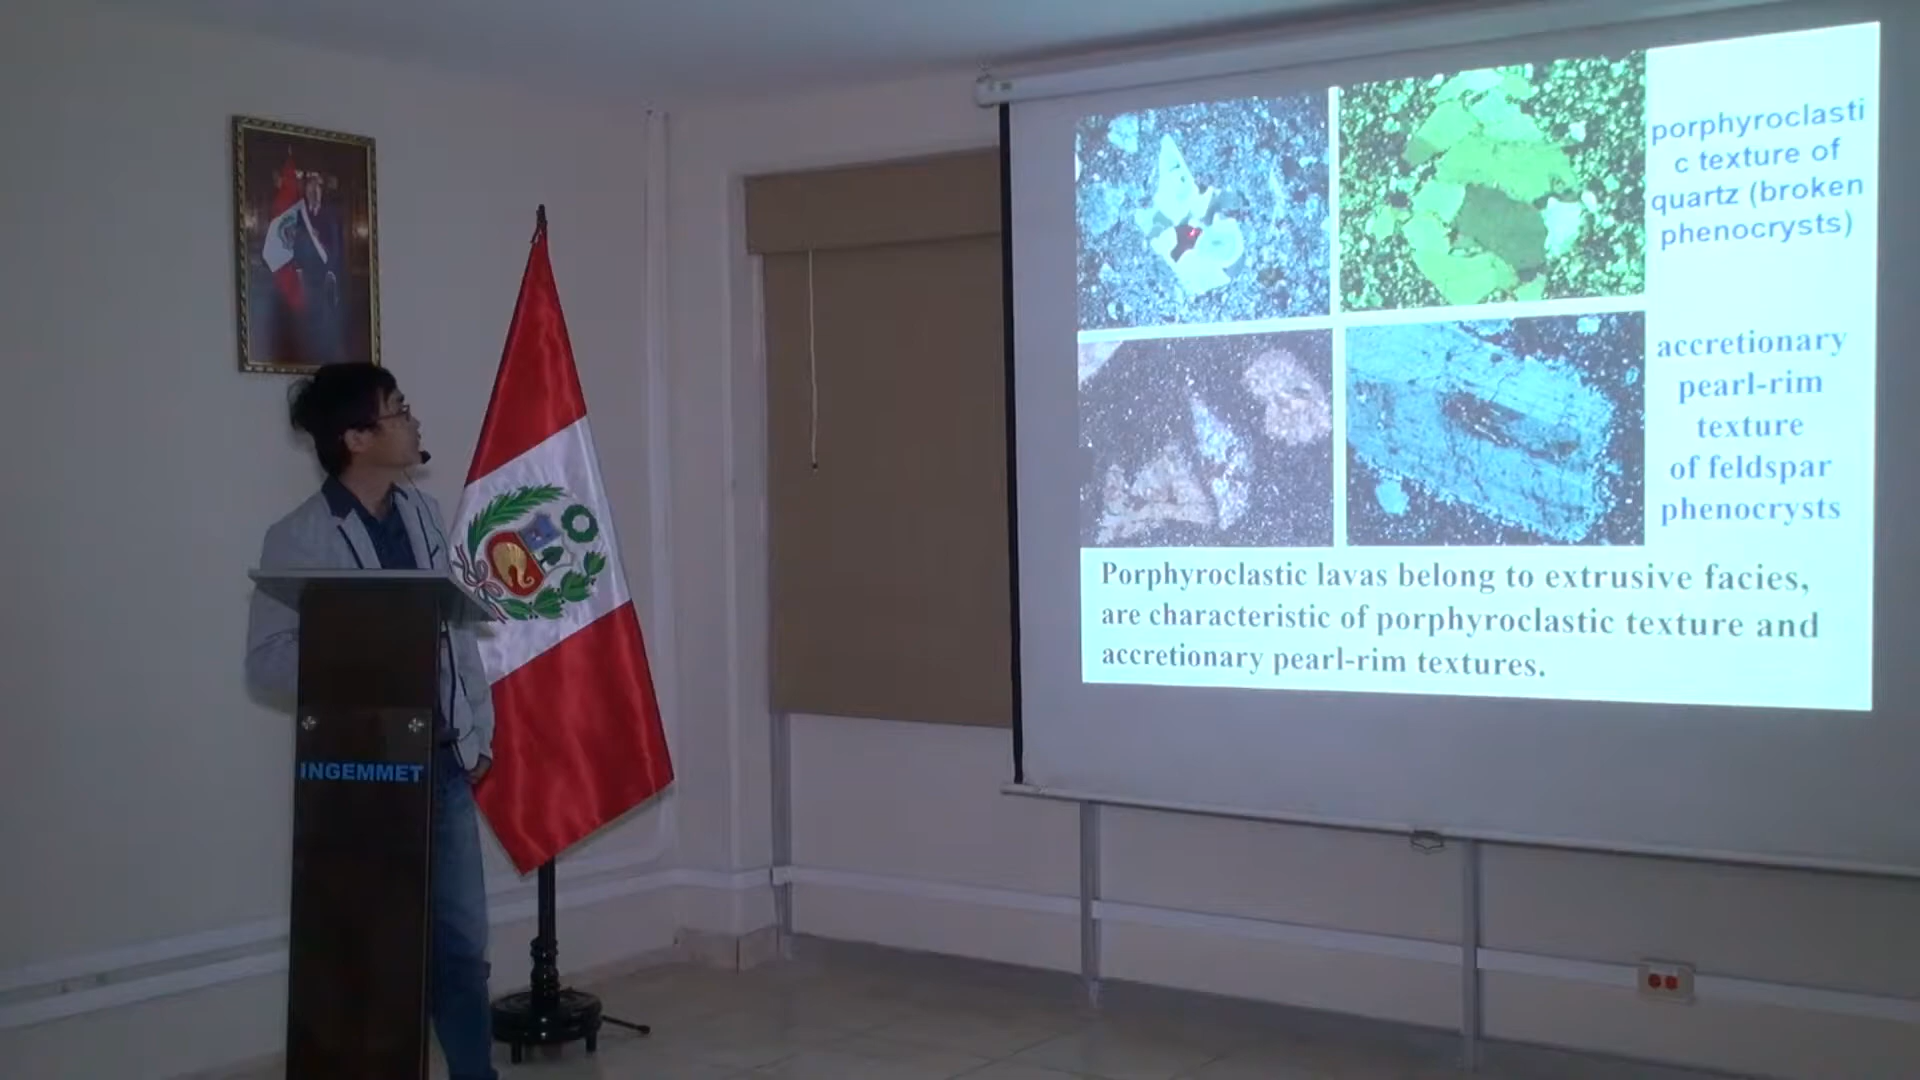 INGEMMET
porphyroclasti
c texture of
quartz (broken
phenocrysts)
accretionary
pearl-rim
texture
of feldspar
phenocrysts
Porphyroclastic lavas belong to extrusive facies,
are characteristic of porphyroclastic texture and
accretionary pearl-rim textures.